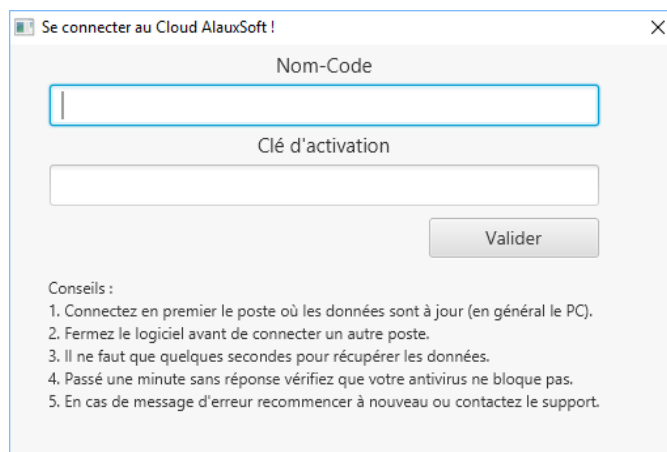 Se connecter au Cloud AlauxSoft !
Nom-Code
Clé d'activation
Valider
Conseils :
1. Connectez en premier le poste où les données sont à jour (en général le PC).
2. Fermez le logiciel avant de connecter un autre poste.
3. Il ne faut que quelques secondes pour récupérer les données.
4. Passé une minute sans réponse vérifiez que votre antivirus ne bloque pas.
5. En cas de message d'erreur recommencer à nouveau ou contactez le support.